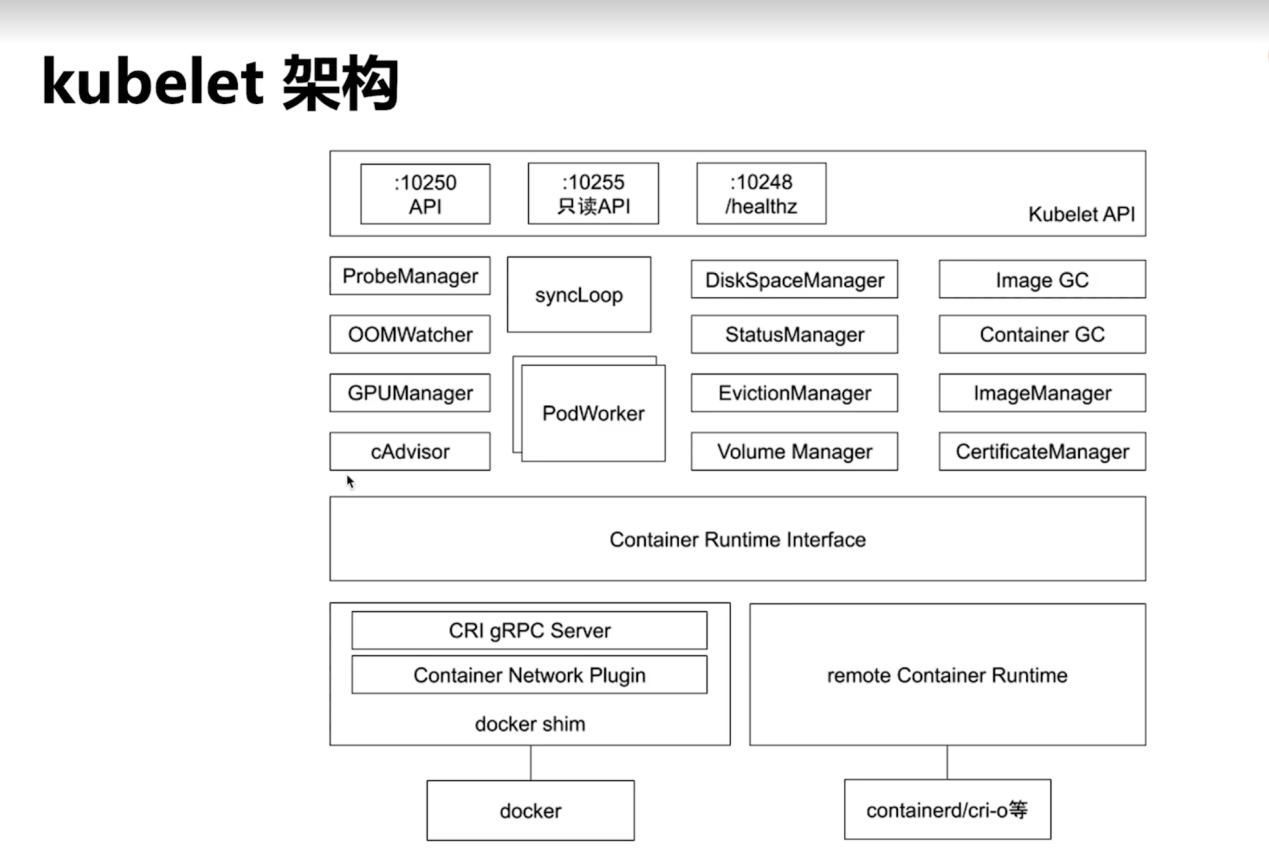 kubelet 架构
:10250
API
:10255
只读API
:10248
/healthz
Kubelet API
ProbeManager
syncLoop
DiskSpaceManager
Image GC
OOMWatcher
StatusManager
Container GC
GPUManager
PodWorker
EvictionManager
ImageManager
cAdvisor
Volume Manager
CertificateManager
Container Runtime Interface
CRI gRPC Server
Container Network Plugin
docker shim
remote Container Runtime
docker
containerd/cri-o等